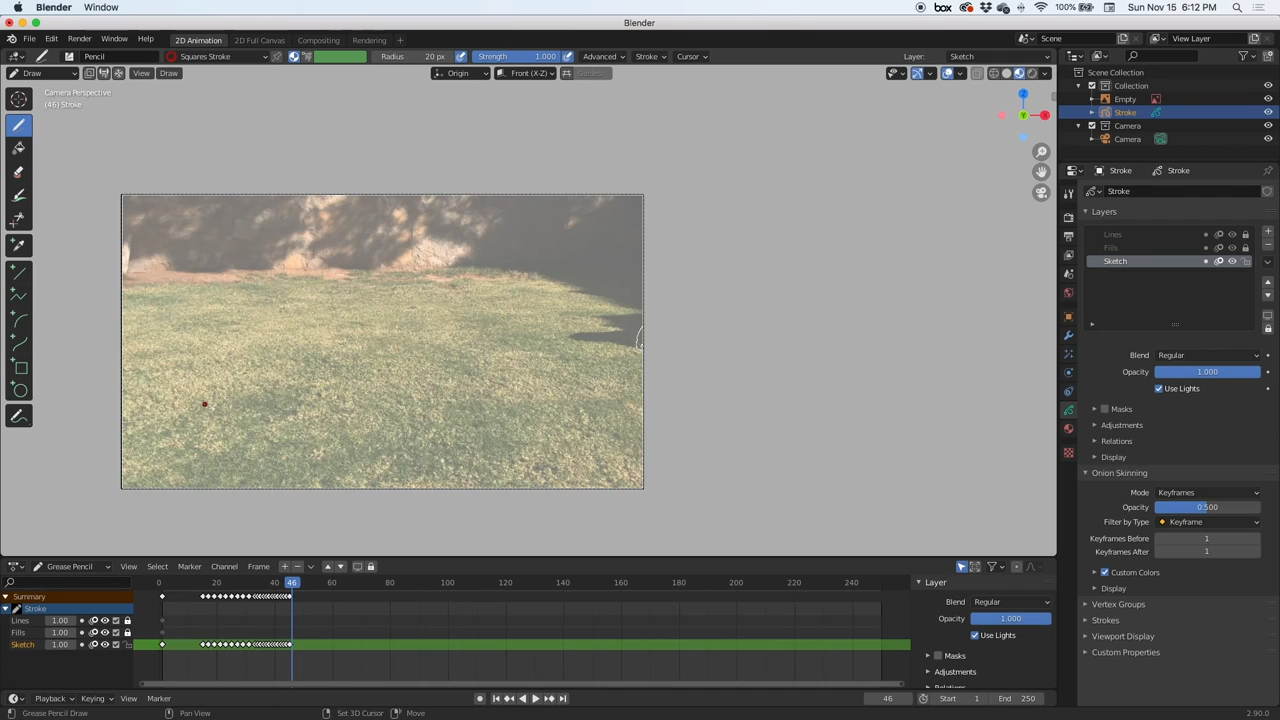 Blender Window box 100% Sun Nov 15 6:12 PM
Blender
File Edit Render Window Help 2D Animation 2D Full Canvas Compositing Rendering + Scene View Layer
Pencil Squares Stroke Radius 20 px Strength 1.000 Advanced Stroke Cursor Layer: Sketch
Draw View Draw Origin Front (X-Z) Guides
Scene Collection
Collection
Empty
Stroke
Camera
Camera
Camera Perspective
(46) Stroke
Z
Y
X
Stroke Stroke
Stroke
Layers
Lines
Fills
Sketch
Blend Regular
Opacity 1.000
Use Lights
Masks
Adjustments
Relations
Display
Onion Skinning
Mode Keyframes
Opacity 0.500
Filter by Type Keyframe
Keyframes Before 1
Keyframes After 1
Custom Colors
Display
Vertex Groups
Strokes
Viewport Display
Custom Properties
Grease Pencil View Select Marker Channel Frame
0 20 40 46 60 80 100 120 140 160 180 200 220 240
Summary
Stroke
Lines 1.00
Fills 1.00
Sketch 1.00
Layer
Blend Regular
Opacity 1.000
Use Lights
Masks
Adjustments
Relations
Playback Keying View Marker 46 Start 1 End 250
Grease Pencil Draw Pan View Set 3D Cursor Move 2.90.0